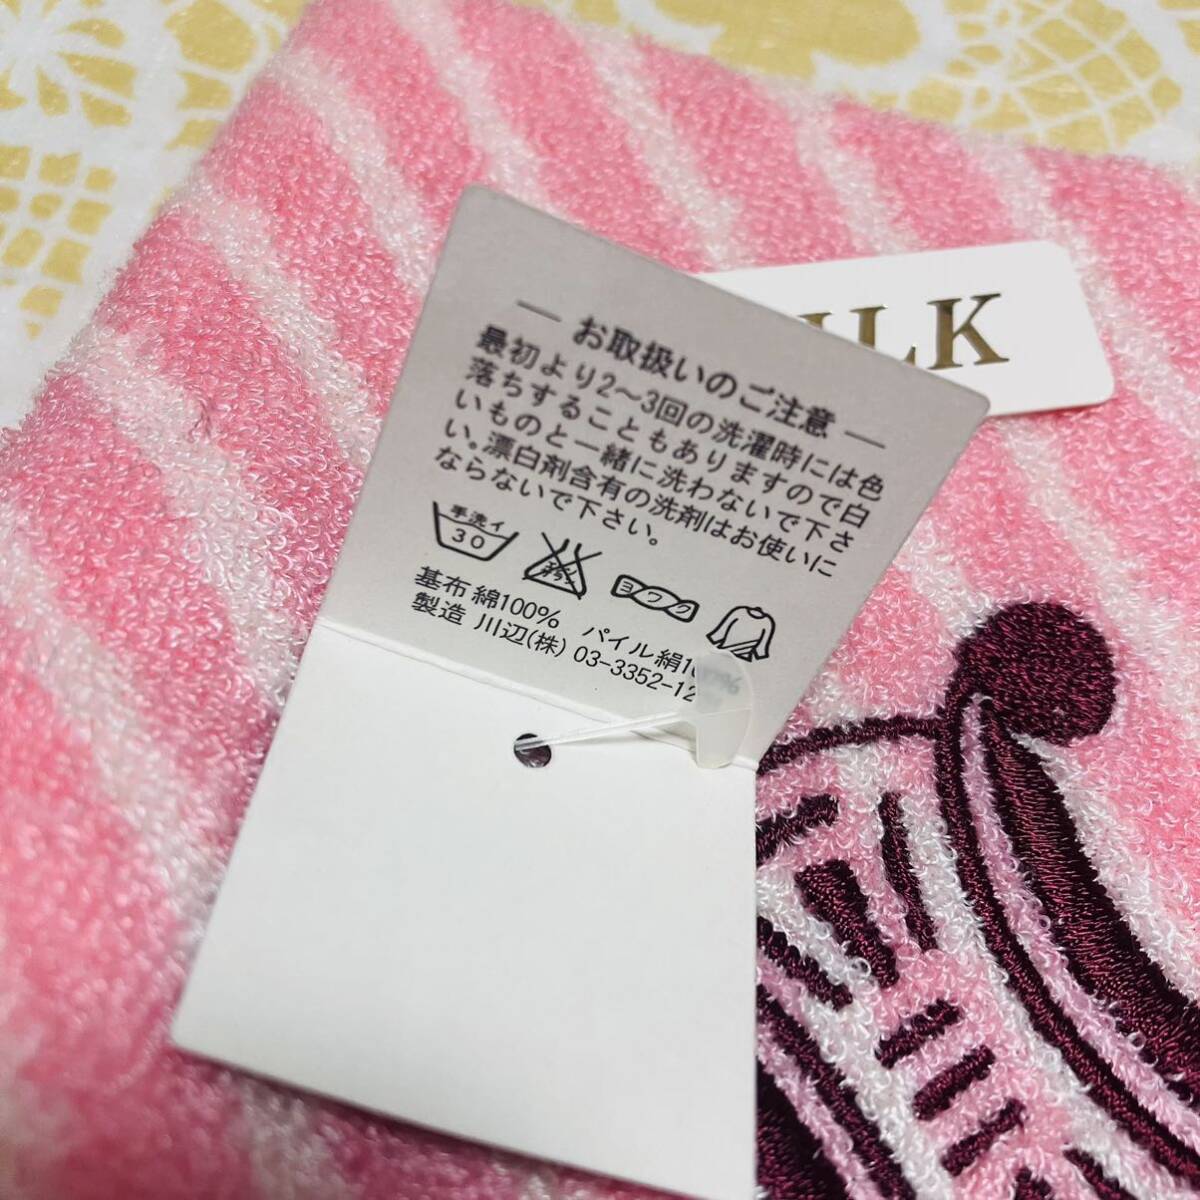 ILK
― お取扱いのご注意 ―
最初より2〜3回の洗濯時には色
落ちすることもありますので白
いものと一緒に洗わないで下さ
い。漂白剤含有の洗剤はお使いに
ならないで下さい。
手洗イ
30
ヨワク
基布 綿100% パイル絹100%
製造 川辺(株) 03-3352-12